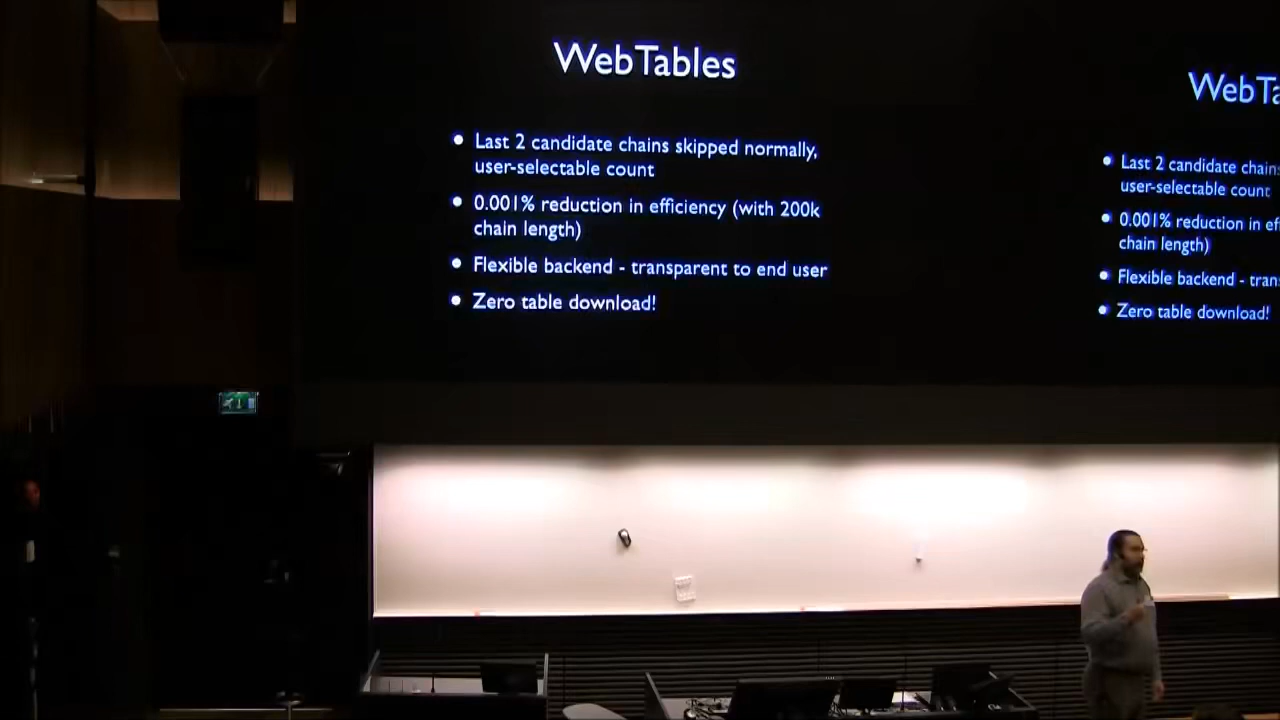 WebTables
• Last 2 candidate chains skipped normally,
user-selectable count
• 0.001% reduction in efficiency (with 200k
chain length)
• Flexible backend - transparent to end user
• Zero table download!
WebTa
• Last 2 candidate chains
user-selectable count
• 0.001% reduction in ef
chain length)
• Flexible backend - tran
• Zero table download!